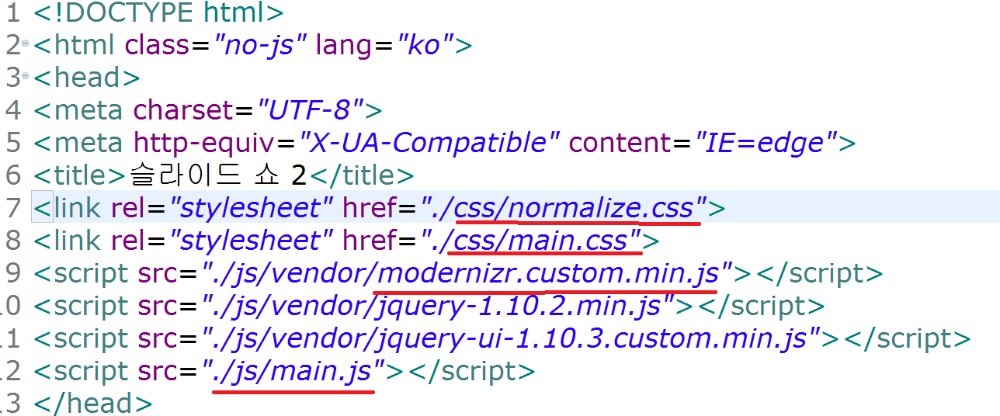 1 <!DOCTYPE html>
2 <html class="no-js" lang="ko">
3 <head>
4 <meta charset="UTF-8">
5 <meta http-equiv="X-UA-Compatible" content="IE=edge">
6 <title>슬라이드 쇼 2</title>
7 <link rel="stylesheet" href="./css/normalize.css">
8 <link rel="stylesheet" href="./css/main.css">
9 <script src="./js/vendor/modernizr.custom.min.js"></script>
10 <script src="./js/vendor/jquery-1.10.2.min.js"></script>
11 <script src="./js/vendor/jquery-ui-1.10.3.custom.min.js"></script>
12 <script src="./js/main.js"></script>
13 </head>